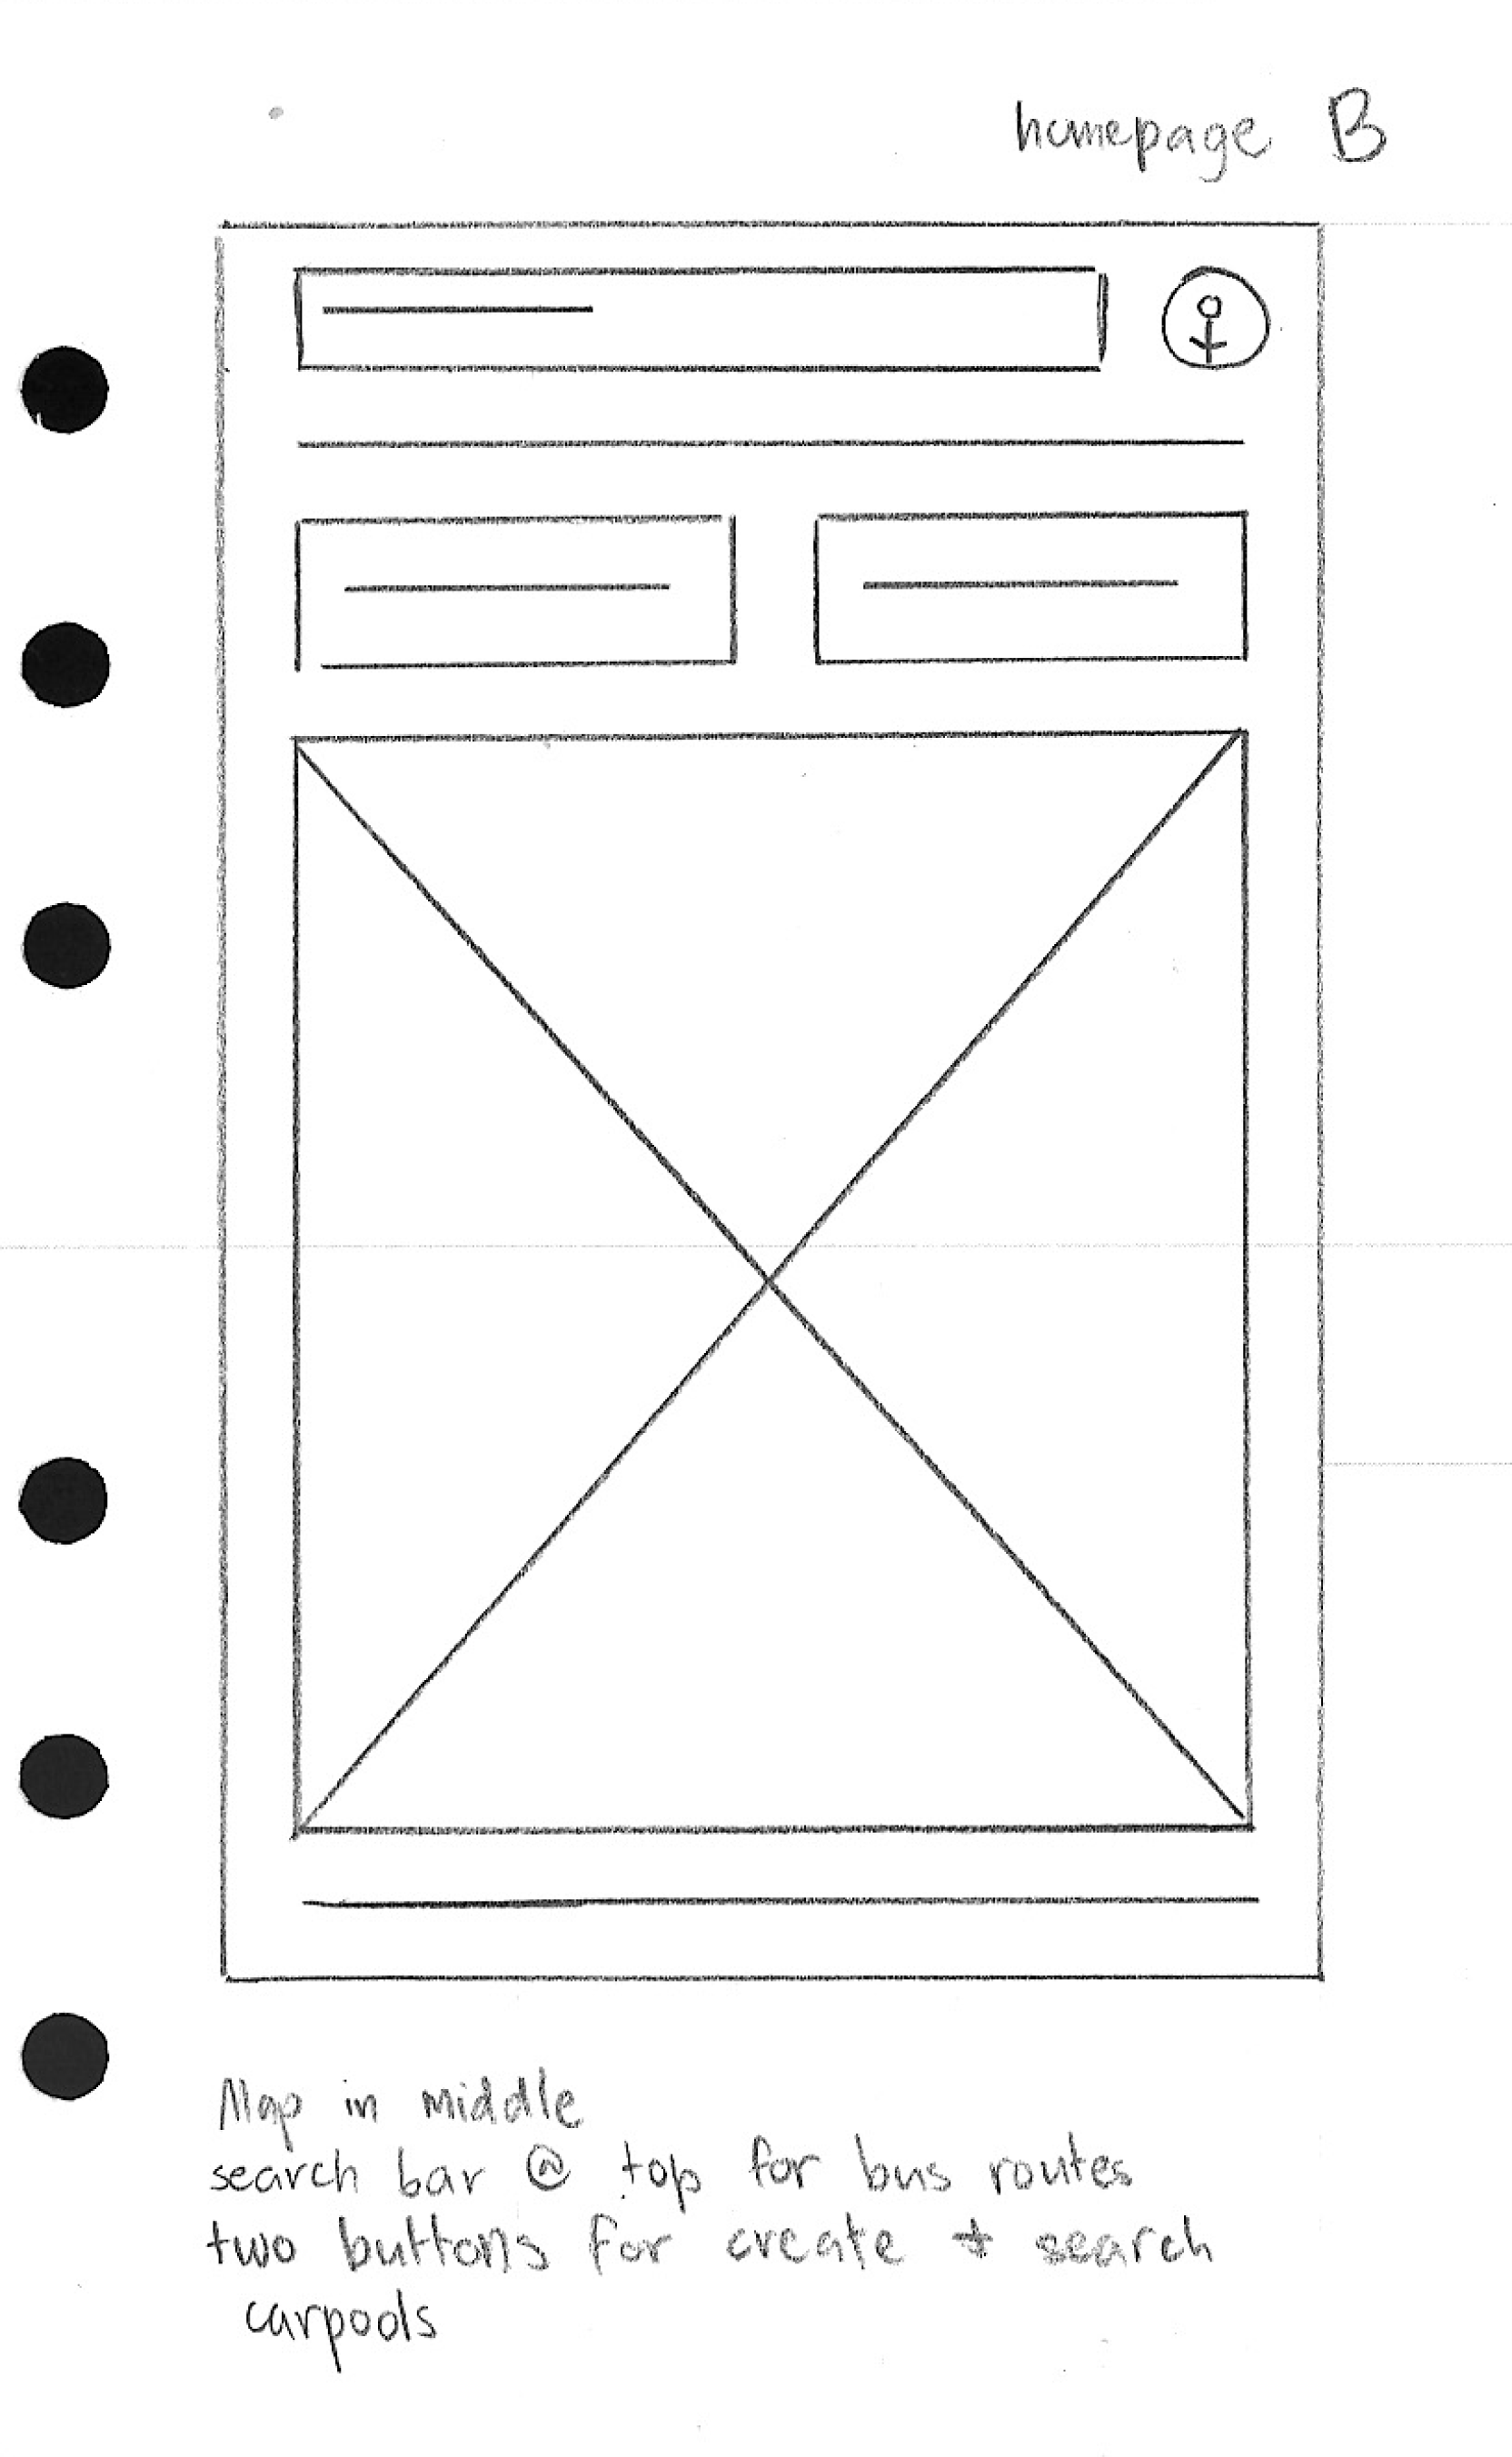 homepage B
Map in middle
search bar @ top for bus routes
two buttons for create + search
carpools